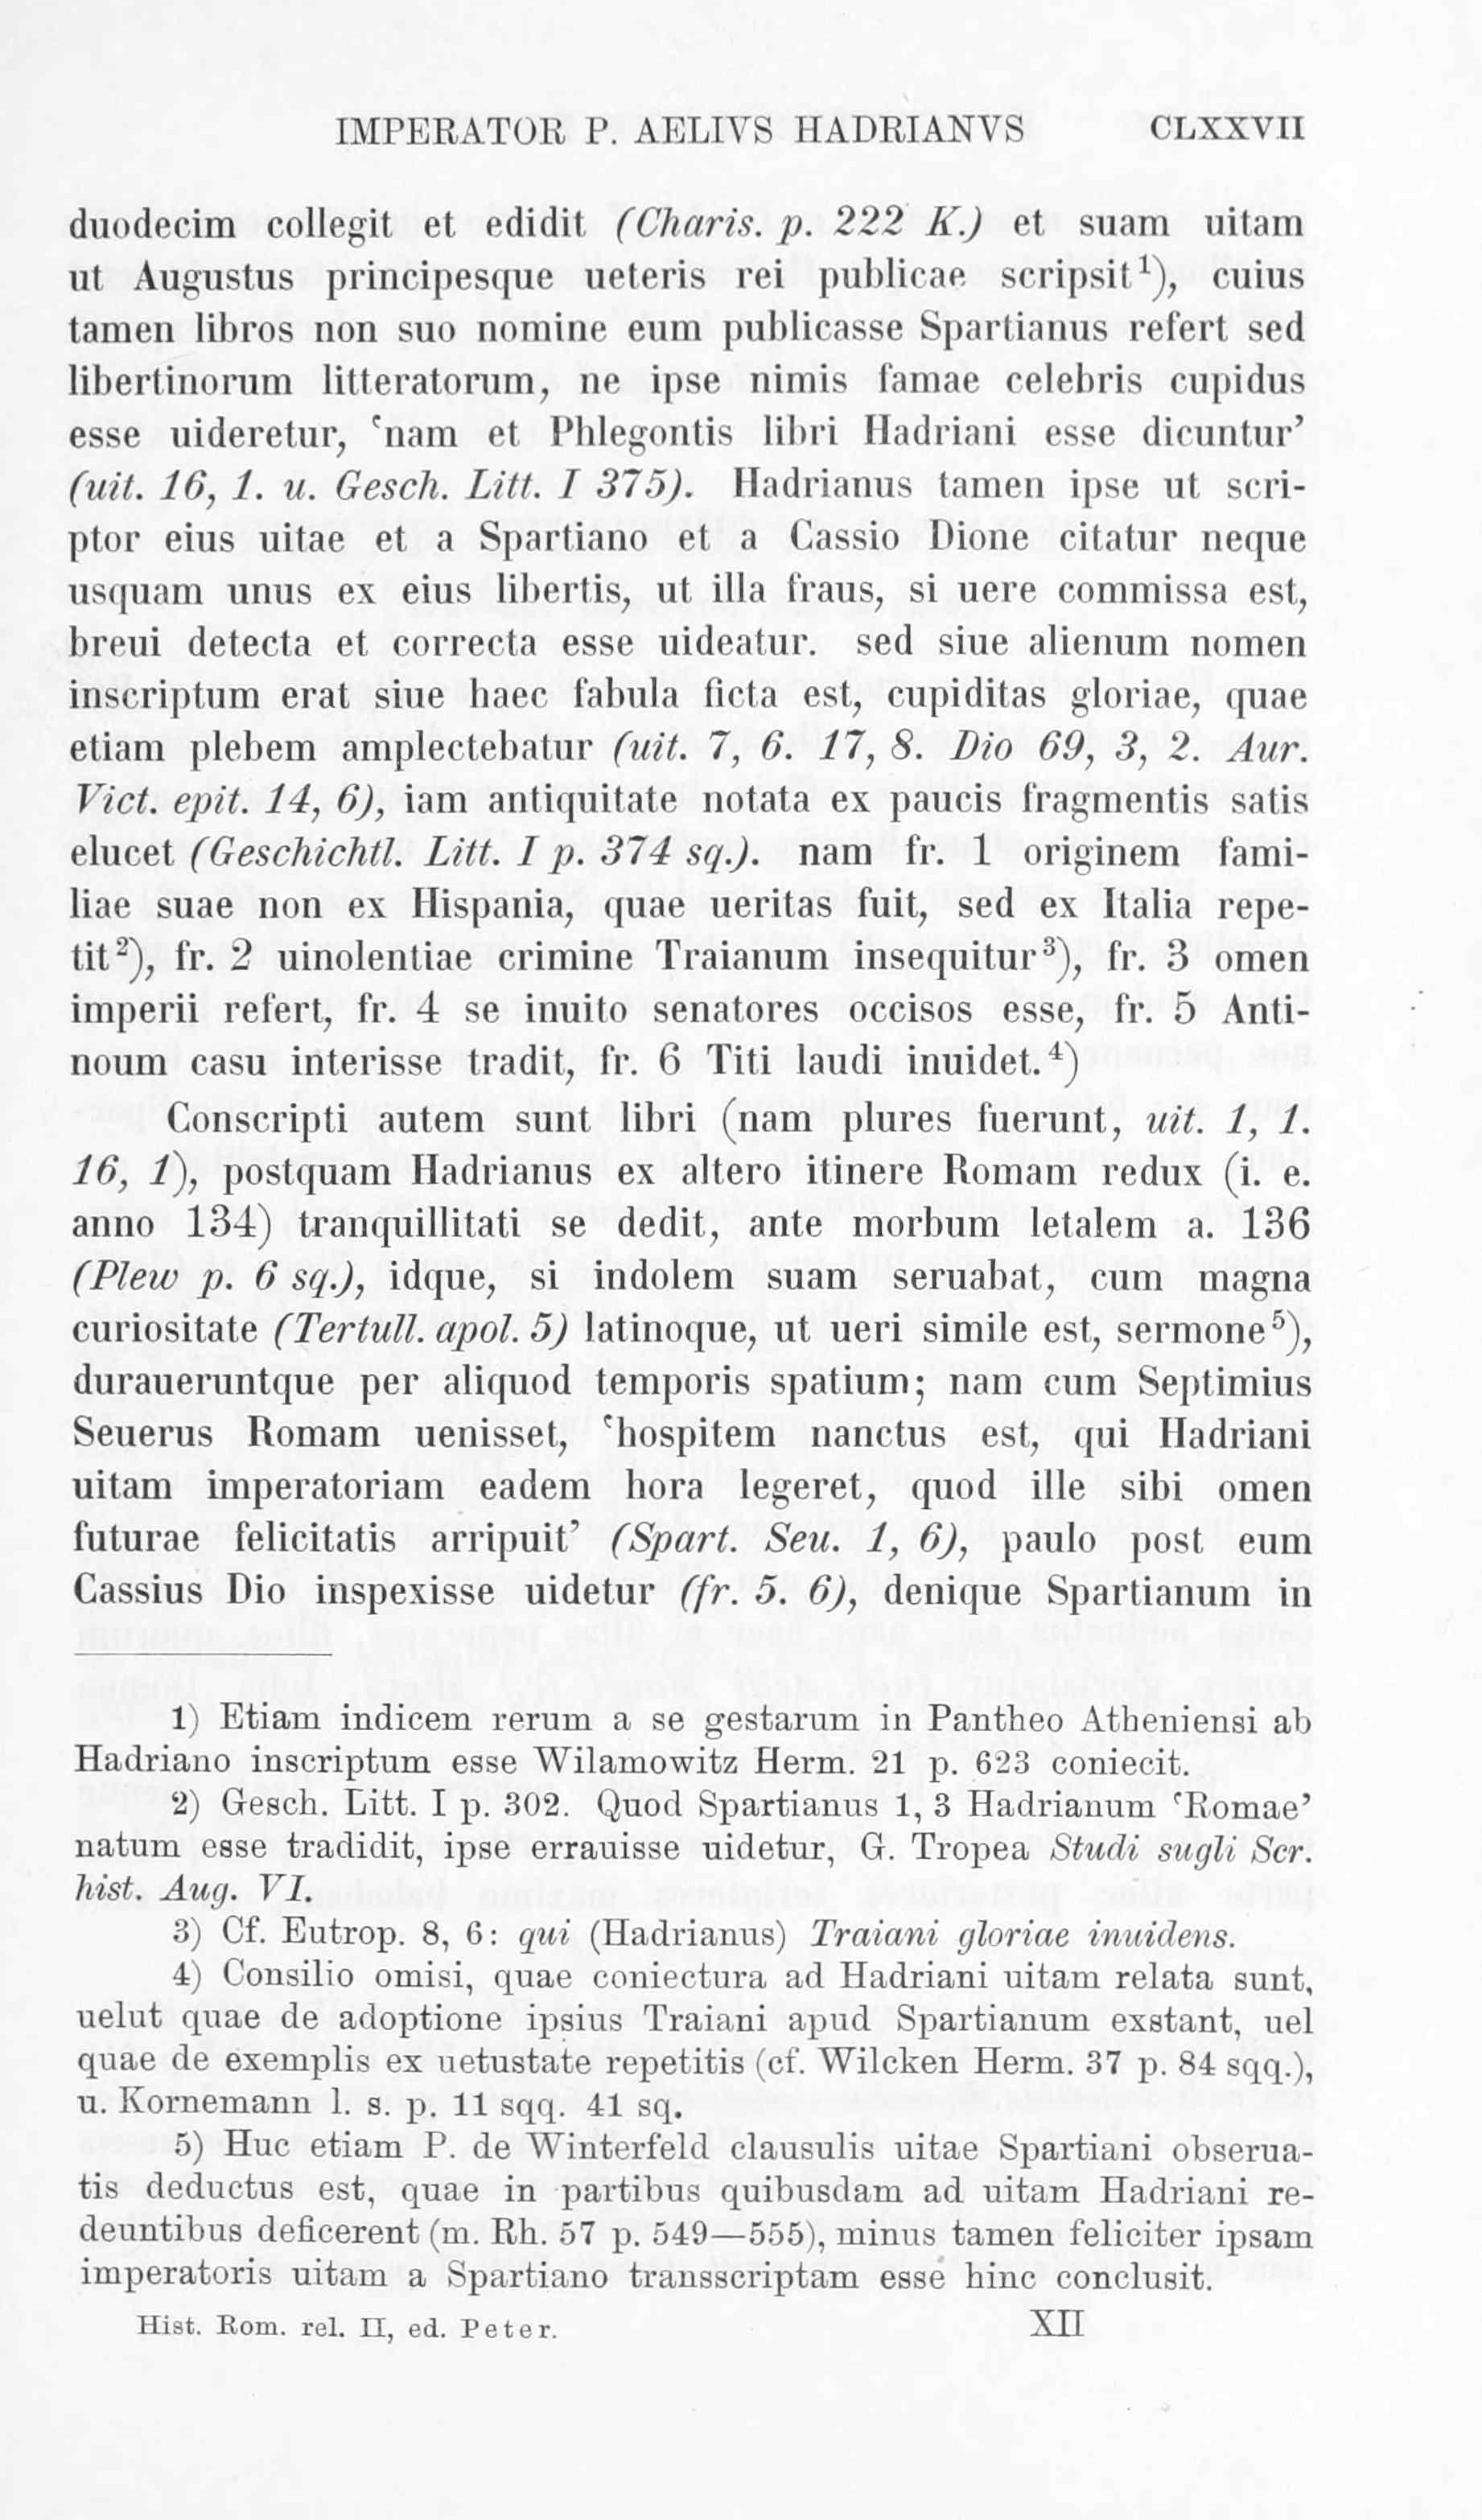 IMPERATOR P. AELIVS HADRIANVS CLXXVII
duodecim collegit et edidit (Charis. p. 222 K.) et suam uitam
ut Augustus principesque ueteris rei publicae scripsit¹), cuius
tamen libros non suo nomine eum publicasse Spartianus refert sed
libertinorum litteratorum, ne ipse nimis famae celebris cupidus
esse uideretur, ‘nam et Phlegontis libri Hadriani esse dicuntur’
(uit. 16, 1. u. Gesch. Litt. I 375). Hadrianus tamen ipse ut scri-
ptor eius uitae et a Spartiano et a Cassio Dione citatur neque
usquam unus ex eius libertis, ut illa fraus, si uere commissa est,
breui detecta et correcta esse uideatur. sed siue alienum nomen
inscriptum erat siue haec fabula ficta est, cupiditas gloriae, quae
etiam plebem amplectebatur (uit. 7, 6. 17, 8. Dio 69, 3, 2. Aur.
Vict. epit. 14, 6), iam antiquitate notata ex paucis fragmentis satis
elucet (Geschichtl. Litt. I p. 374 sq.). nam fr. 1 originem fami-
liae suae non ex Hispania, quae ueritas fuit, sed ex Italia repe-
tit²), fr. 2 uinolentiae crimine Traianum insequitur³), fr. 3 omen
imperii refert, fr. 4 se inuito senatores occisos esse, fr. 5 Anti-
noum casu interisse tradit, fr. 6 Titi laudi inuidet.⁴)
Conscripti autem sunt libri (nam plures fuerunt, uit. 1, 1.
16, 1), postquam Hadrianus ex altero itinere Romam redux (i. e.
anno 134) tranquillitati se dedit, ante morbum letalem a. 136
(Plew p. 6 sq.), idque, si indolem suam seruabat, cum magna
curiositate (Tertull. apol. 5) latinoque, ut ueri simile est, sermone⁵),
duraueruntque per aliquod temporis spatium; nam cum Septimius
Seuerus Romam uenisset, ‘hospitem nanctus est, qui Hadriani
uitam imperatoriam eadem hora legeret, quod ille sibi omen
futurae felicitatis arripuit’ (Spart. Seu. 1, 6), paulo post eum
Cassius Dio inspexisse uidetur (fr. 5. 6), denique Spartianum in
1) Etiam indicem rerum a se gestarum in Pantheo Atheniensi ab
Hadriano inscriptum esse Wilamowitz Herm. 21 p. 623 coniecit.
2) Gesch. Litt. I p. 302. Quod Spartianus 1, 3 Hadrianum ‘Romae’
natum esse tradidit, ipse errauisse uidetur, G. Tropea Studi sugli Scr.
hist. Aug. VI.
3) Cf. Eutrop. 8, 6: qui (Hadrianus) Traiani gloriae inuidens.
4) Consilio omisi, quae coniectura ad Hadriani uitam relata sunt,
uelut quae de adoptione ipsius Traiani apud Spartianum exstant, uel
quae de exemplis ex uetustate repetitis (cf. Wilcken Herm. 37 p. 84 sqq.),
u. Kornemann l. s. p. 11 sqq. 41 sq.
5) Huc etiam P. de Winterfeld clausulis uitae Spartiani obserua-
tis deductus est, quae in partibus quibusdam ad uitam Hadriani re-
deuntibus deficerent (m. Rh. 57 p. 549—555), minus tamen feliciter ipsam
imperatoris uitam a Spartiano transscriptam esse hinc conclusit.
Hist. Rom. rel. II, ed. Peter. XII